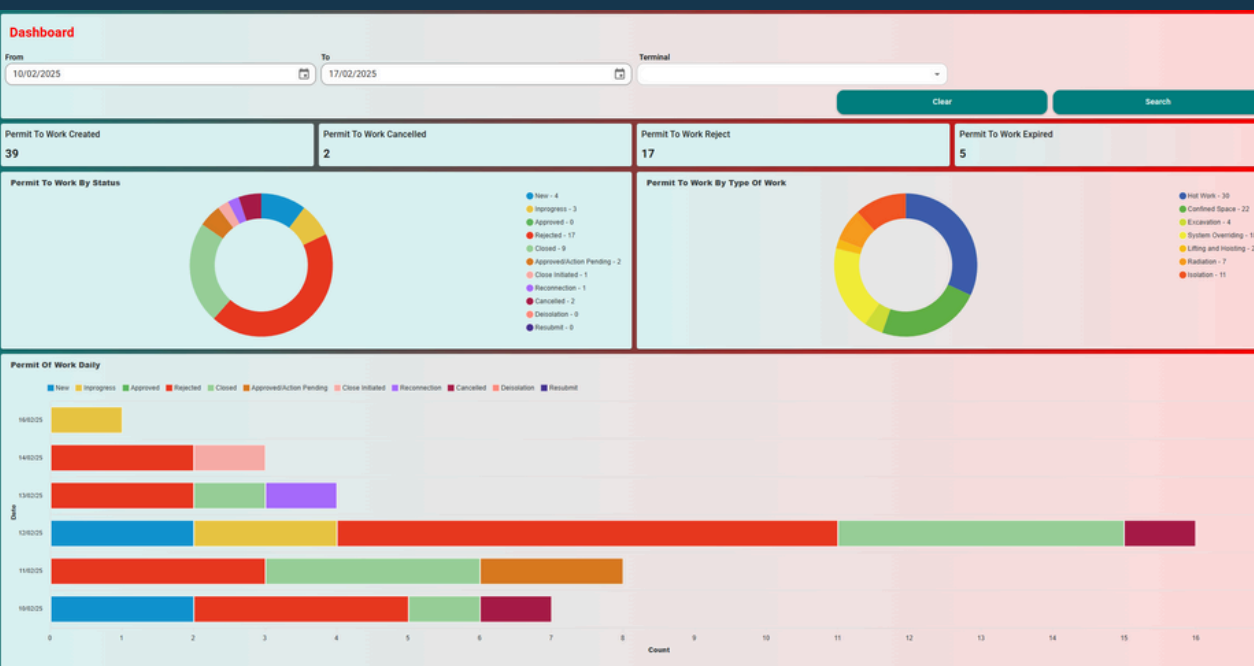 Dashboard
From
To
Terminal
10/02/2025
17/02/2025
Clear
Search
Permit To Work Created
39
Permit To Work Cancelled
2
Permit To Work Reject
17
Permit To Work Expired
5
Permit To Work By Status
New - 4
Inprogress - 3
Approved - 0
Rejected - 17
Closed - 9
Approved/Action Pending - 2
Close Initiated - 1
Reconnection - 1
Cancelled - 2
Deisolation - 0
Resubmit - 0
Permit To Work By Type Of Work
Hot Work - 30
Confined Space - 22
Excavation - 4
System Overriding -
Lifting and Hoisting -
Radiation - 7
Isolation - 11
Permit Of Work Daily
New Inprogress Approved Rejected Closed Approved/Action Pending Close Initiated Reconnection Cancelled Deisolation Resubmit
16/02/25
14/02/25
13/02/25
12/02/25
11/02/25
10/02/25
Date
0 1 2 3 4 5 6 7 8 9 10 11 12 13 14 15 16
Count